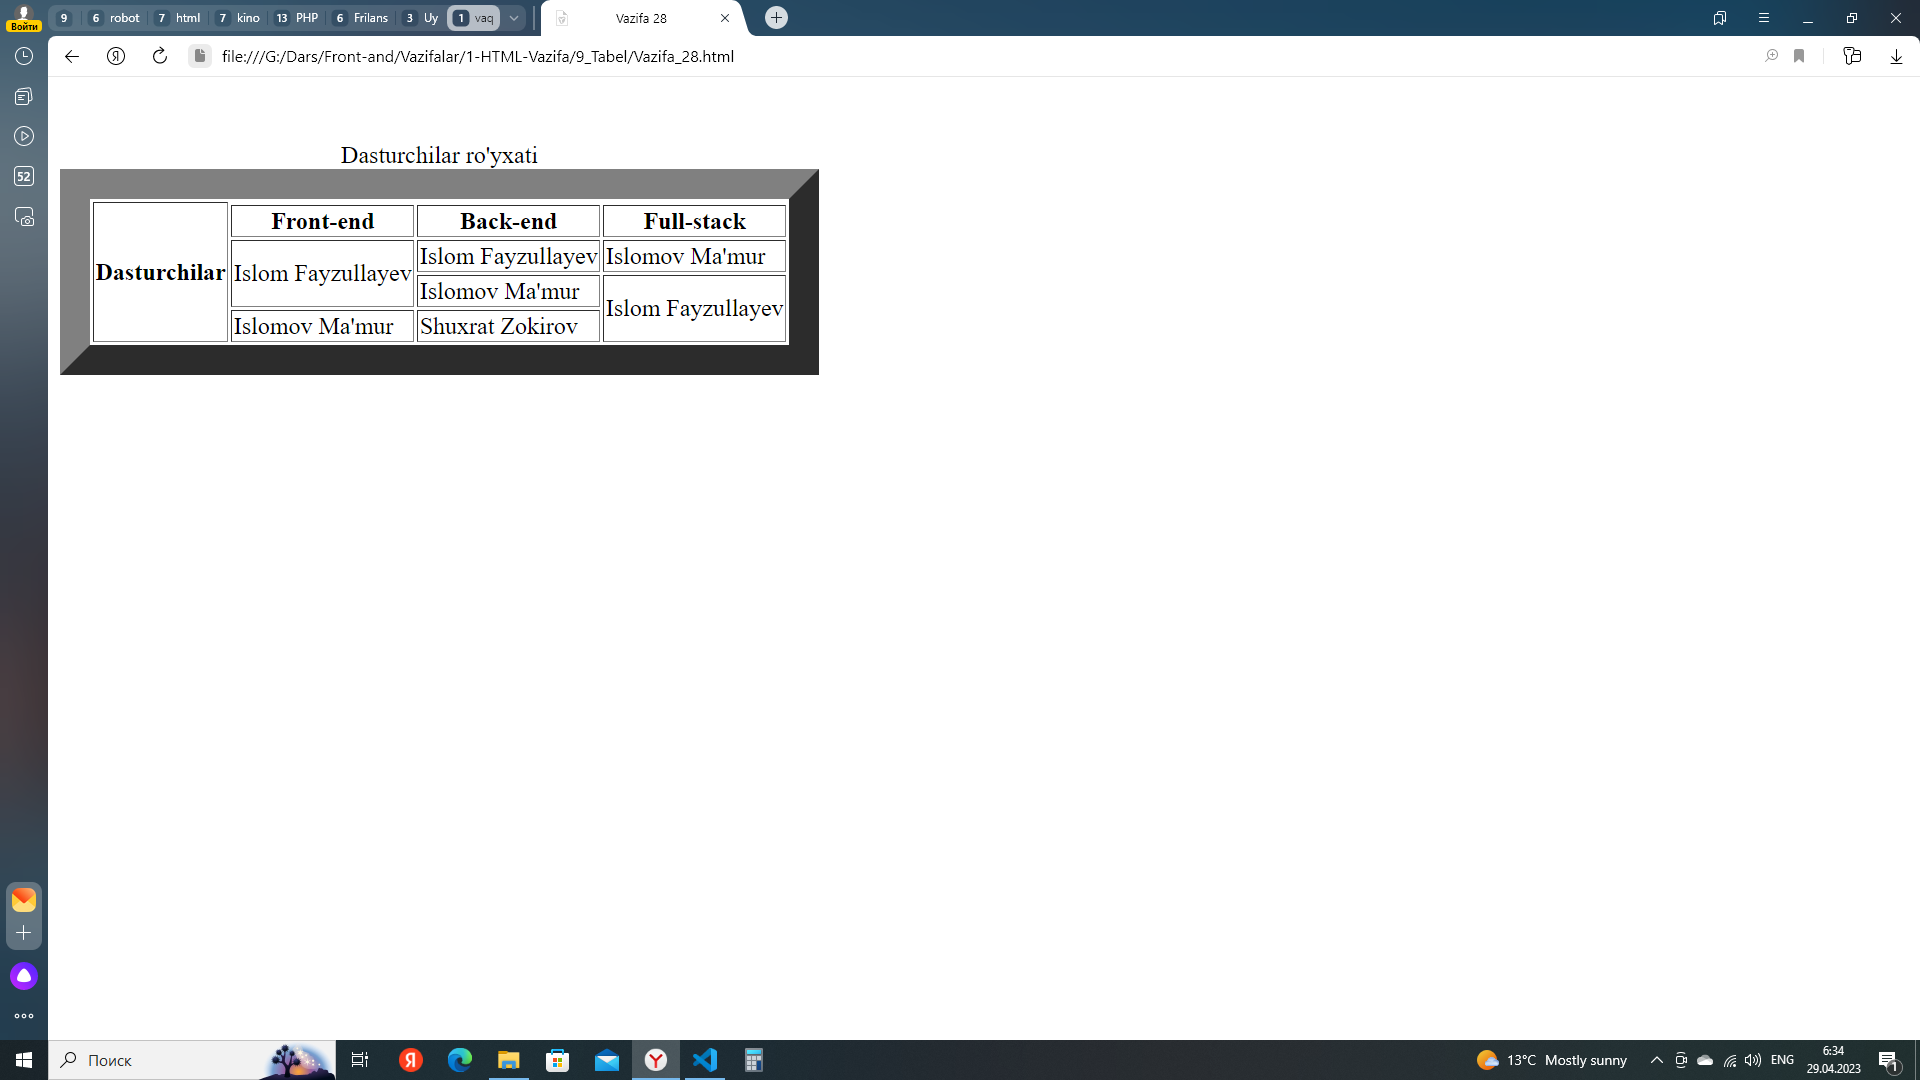 Войти
9
6 robot
7 html
7 kino
13 PHP
6 Frilans
3 Uy
1 vaq
Vazifa 28
Я
file:///G:/Dars/Front-and/Vazifalar/1-HTML-Vazifa/9_Tabel/Vazifa_28.html
52
Dasturchilar ro'yxati
Dasturchilar
Front-end Back-end Full-stack
Islom Fayzullayev
Islom Fayzullayev Islomov Ma'mur
Islomov Ma'mur
Islom Fayzullayev
Islomov Ma'mur Shuxrat Zokirov
Поиск
Я
Y
13°C Mostly sunny
ENG
6:34
29.04.2023
1